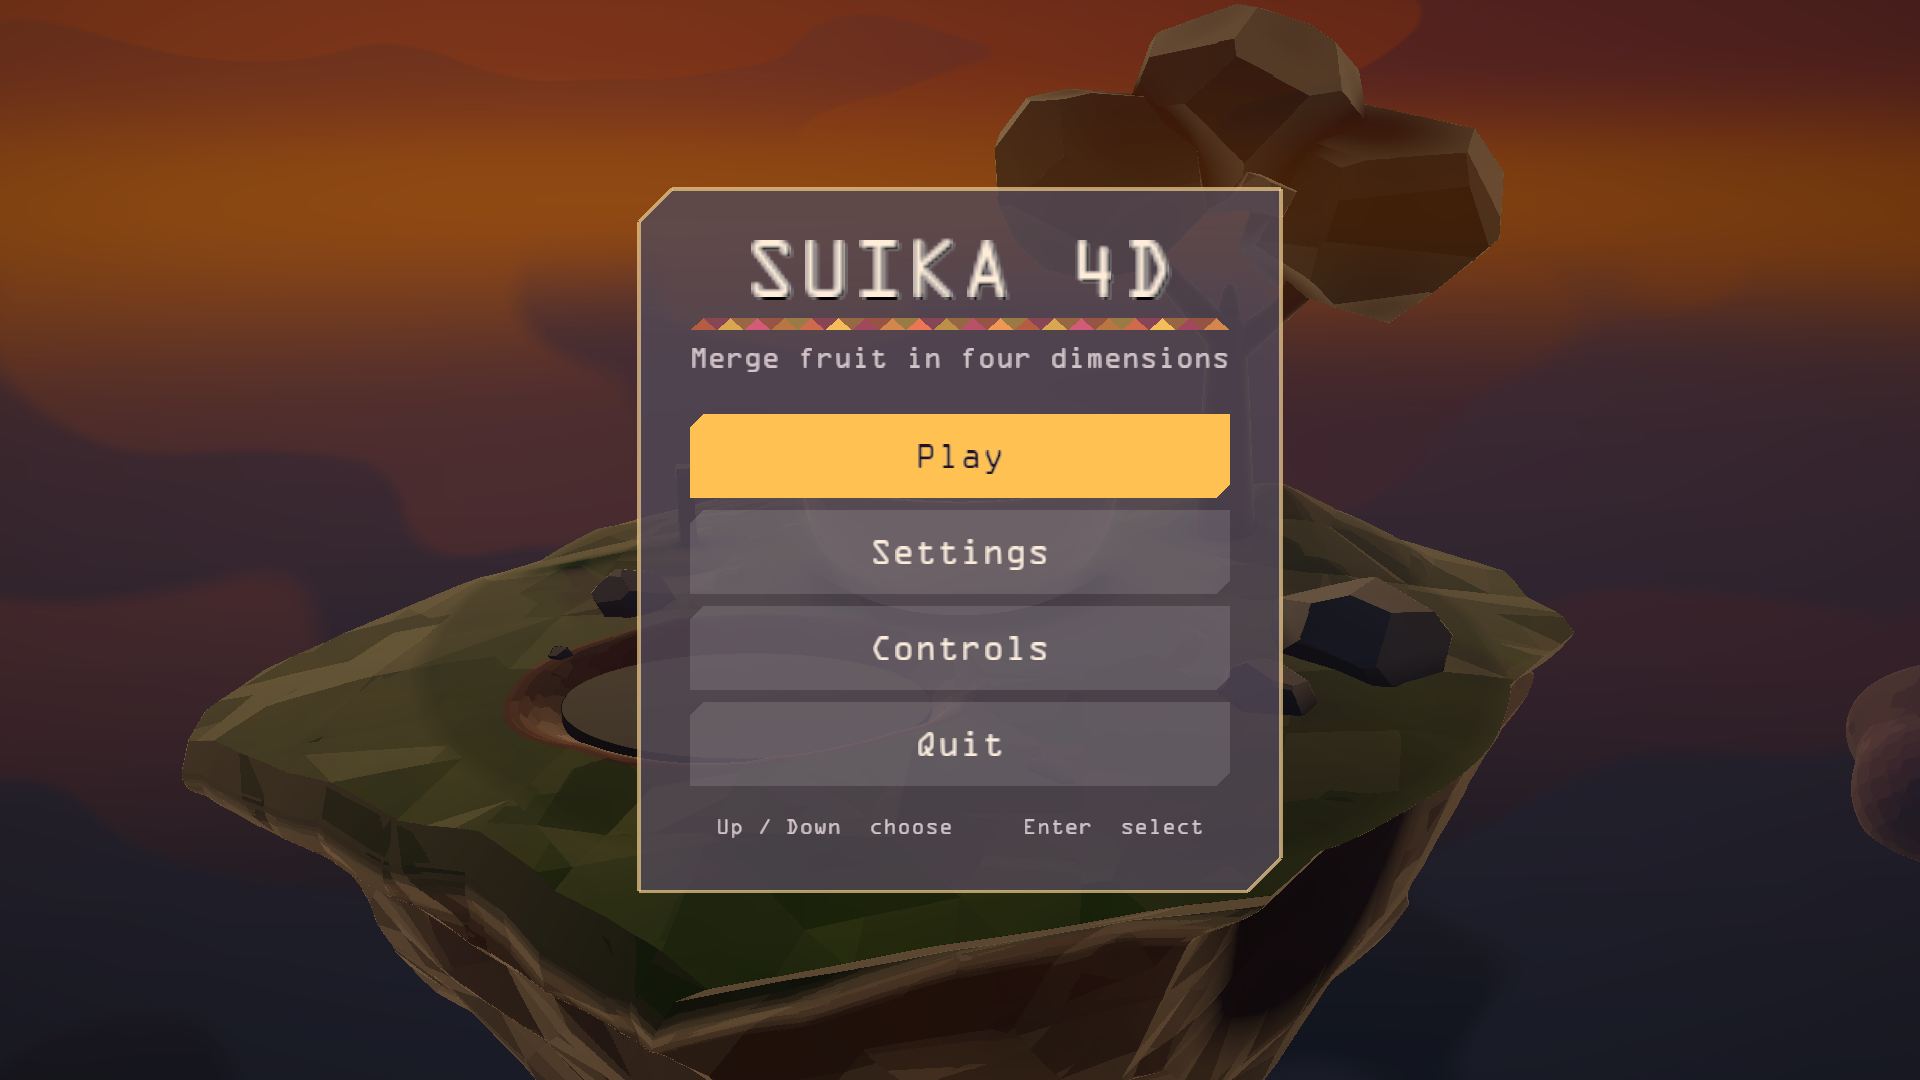 SUIKA 4D
Merge fruit in four dimensions
Play
Settings
Controls
Quit
Up / Down choose Enter select